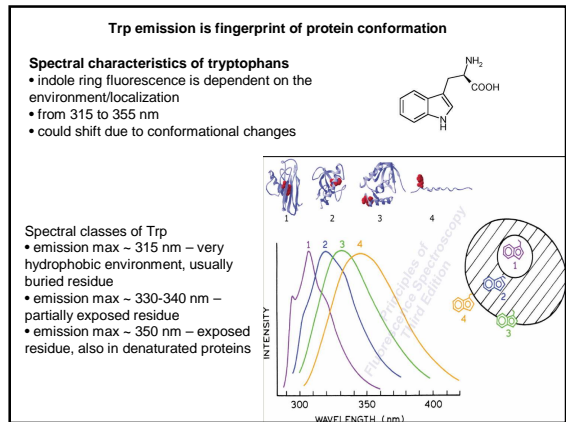 Trp emission is fingerprint of protein conformation
Spectral characteristics of tryptophans
• indole ring fluorescence is dependent on the
environment/localization
• from 315 to 355 nm
• could shift due to conformational changes
NH2
COOH
N
H
Spectral classes of Trp
• emission max ~ 315 nm – very
hydrophobic environment, usually
buried residue
• emission max ~ 330-340 nm –
partially exposed residue
• emission max ~ 350 nm – exposed
residue, also in denaturated proteins
1 2 3 4
1 2 3 4
INTENSITY
Principles of
Fluorescence Spectroscopy
Third Edition
1
2
4
3
300 350 400
WAVELENGTH (nm)